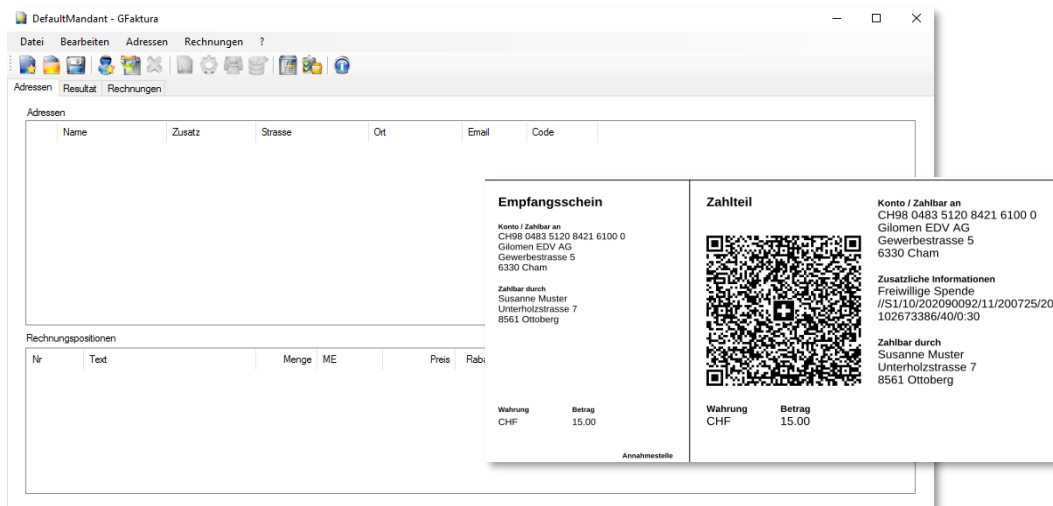 DefaultMandant - GFaktura
Datei Bearbeiten Adressen Rechnungen ?
Adressen Resultat Rechnungen
Adressen
Name Zusatz Strasse Ort Email Code
Rechnungspositionen
Nr Text Menge ME Preis Raba
Empfangsschein
Konto / Zahlbar an
CH98 0483 5120 8421 6100 0
Gilomen EDV AG
Gewerbestrasse 5
6330 Cham
Zahlbar durch
Susanne Muster
Unterholzstrasse 7
8561 Ottoberg
Wahrung Betrag
CHF 15.00
Annahmestelle
Zahlteil
Wahrung Betrag
CHF 15.00
Konto / Zahlbar an
CH98 0483 5120 8421 6100 0
Gilomen EDV AG
Gewerbestrasse 5
6330 Cham
Zusatzliche Informationen
Freiwillige Spende
//S1/10/202090092/11/200725/20
102673386/40/0:30
Zahlbar durch
Susanne Muster
Unterholzstrasse 7
8561 Ottoberg